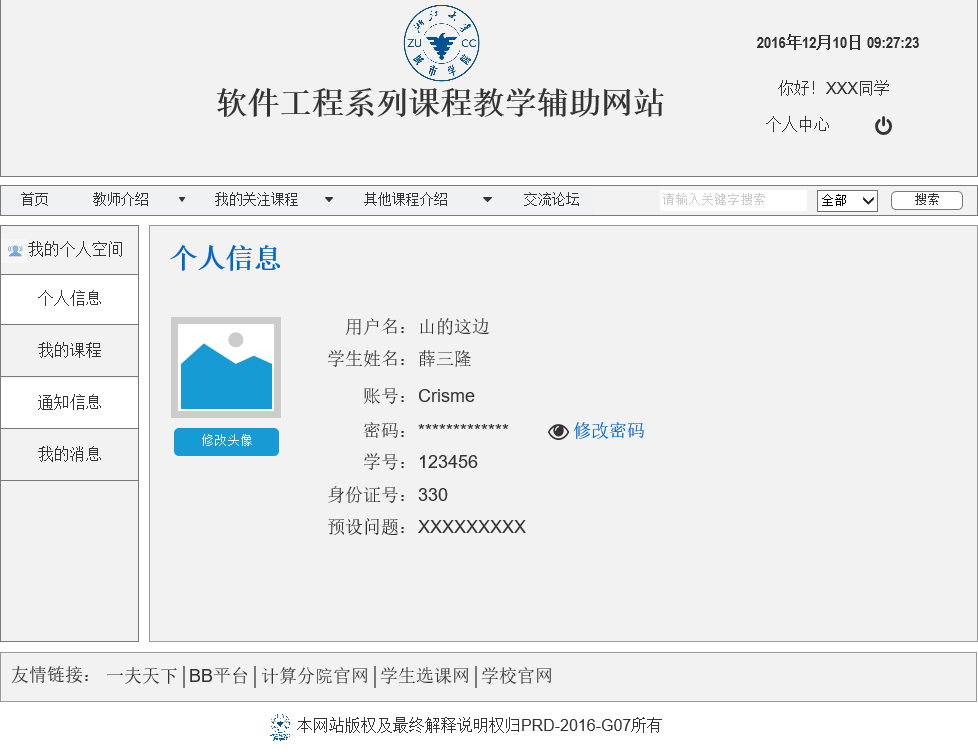 浙江大学
ZU CC
城市学院
2016年12月10日 09:27:23
软件工程系列课程教学辅助网站
你好！XXX同学
个人中心
首页 教师介绍 我的关注课程 其他课程介绍 交流论坛 请输入关键字搜索 全部 搜索
我的个人空间
个人信息
我的课程
通知信息
我的消息
个人信息
修改头像
用户名： 山的这边
学生姓名： 薛三隆
账号： Crisme
密码： ************* 修改密码
学号： 123456
身份证号： 330
预设问题： XXXXXXXXX
友情链接： 一夫天下|BB平台|计算分院官网|学生选课网|学校官网
本网站版权及最终解释说明权归PRD-2016-G07所有